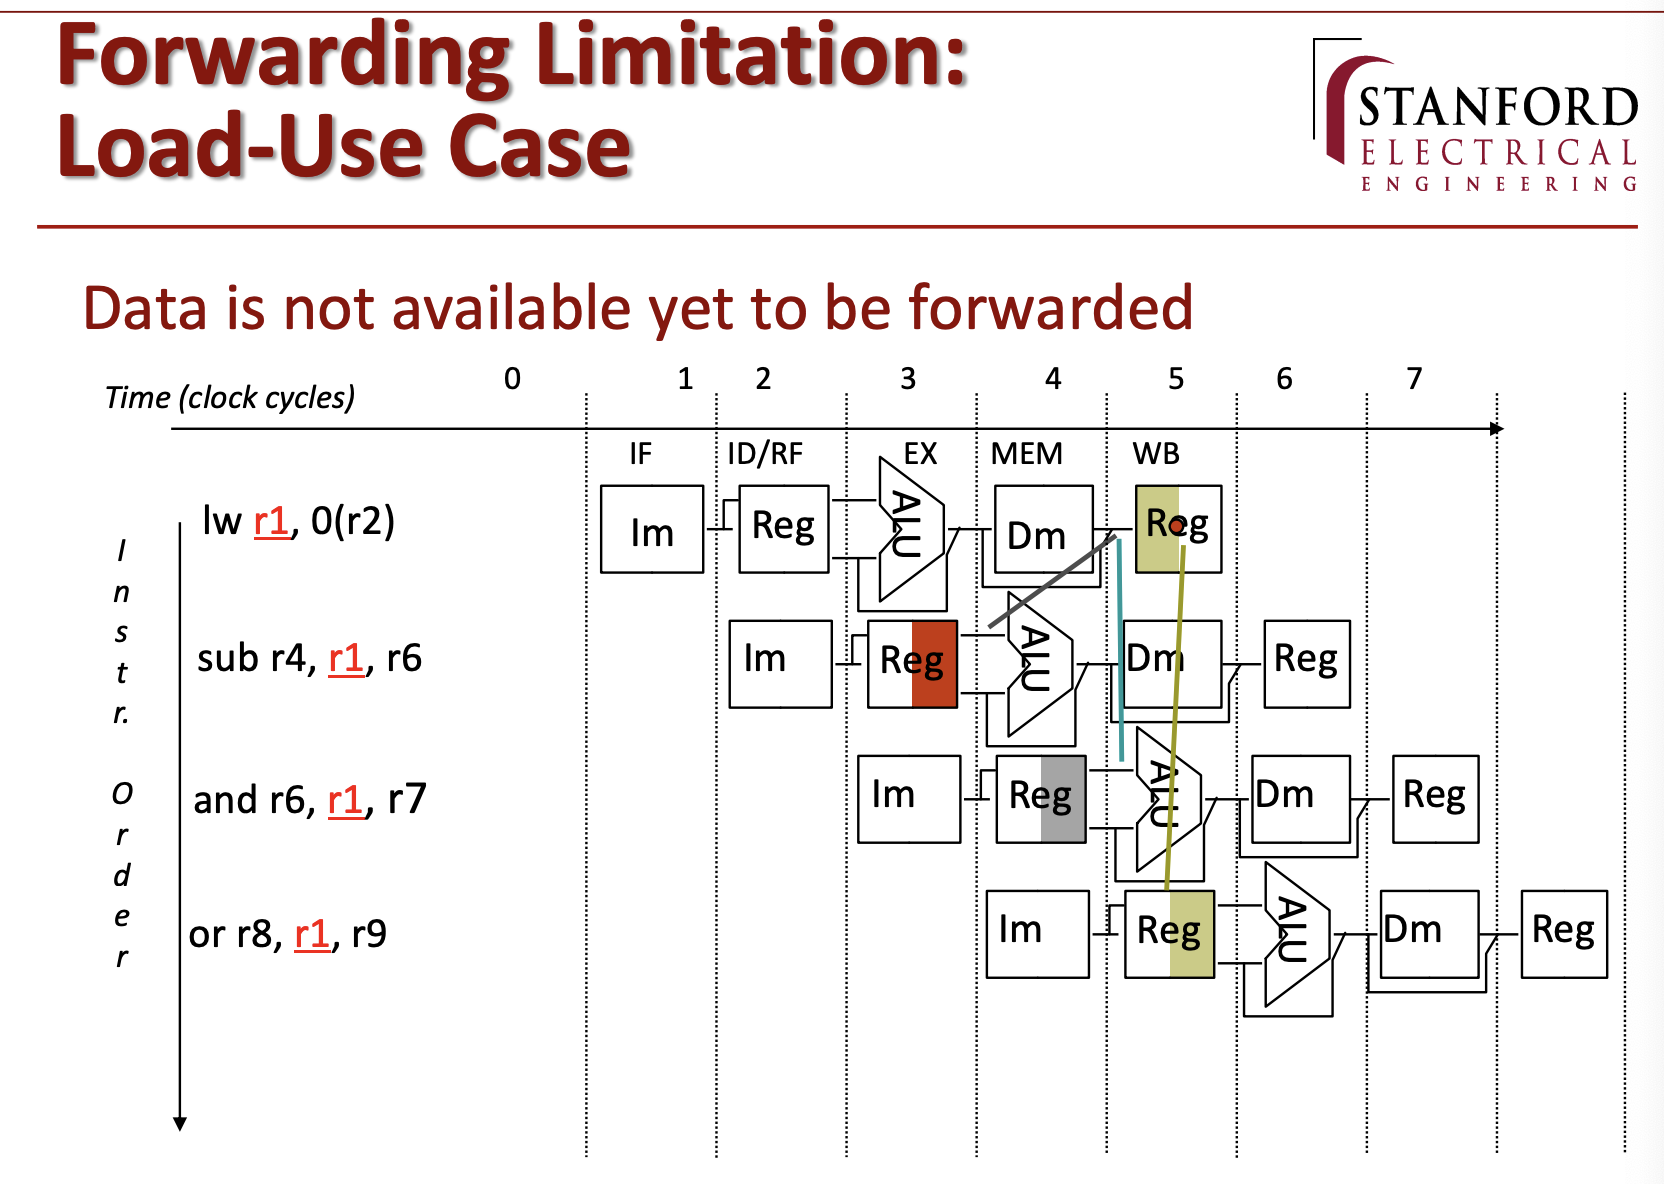 Forwarding Limitation:
Load-Use Case
STANFORD
ELECTRICAL
ENGINEERING
Data is not available yet to be forwarded
0 1 2 3 4 5 6 7
Time (clock cycles)
IF ID/RF EX MEM WB
lw r1, 0(r2) Im Reg ALU Dm Reg
sub r4, r1, r6 Im Reg ALU Dm Reg
and r6, r1, r7 Im Reg ALU Dm Reg
or r8, r1, r9 Im Reg ALU Dm Reg
Instr.
Order